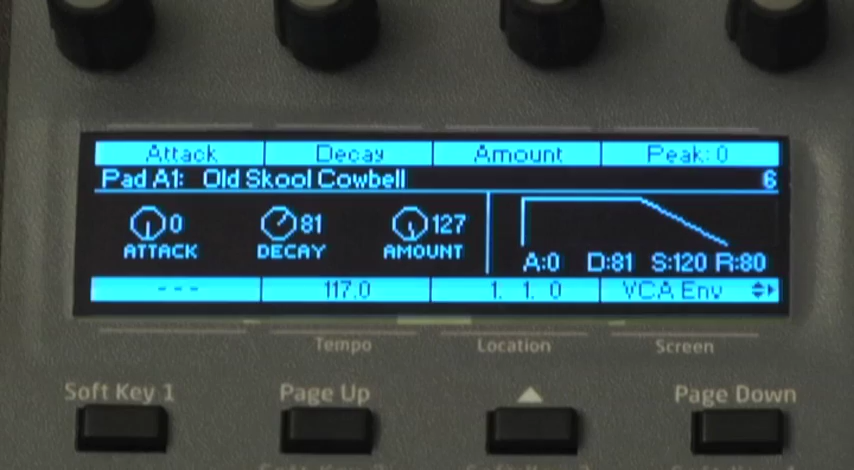 Attack Decay Amount Peak: 0
Pad A1: Old Skool Cowbell 6
0 81 127
ATTACK DECAY AMOUNT
A:0 D:81 S:120 R:80
--- 117.0 1. 1. 0 VCA Env
Tempo Location Screen
Soft Key 1 Page Up Page Down